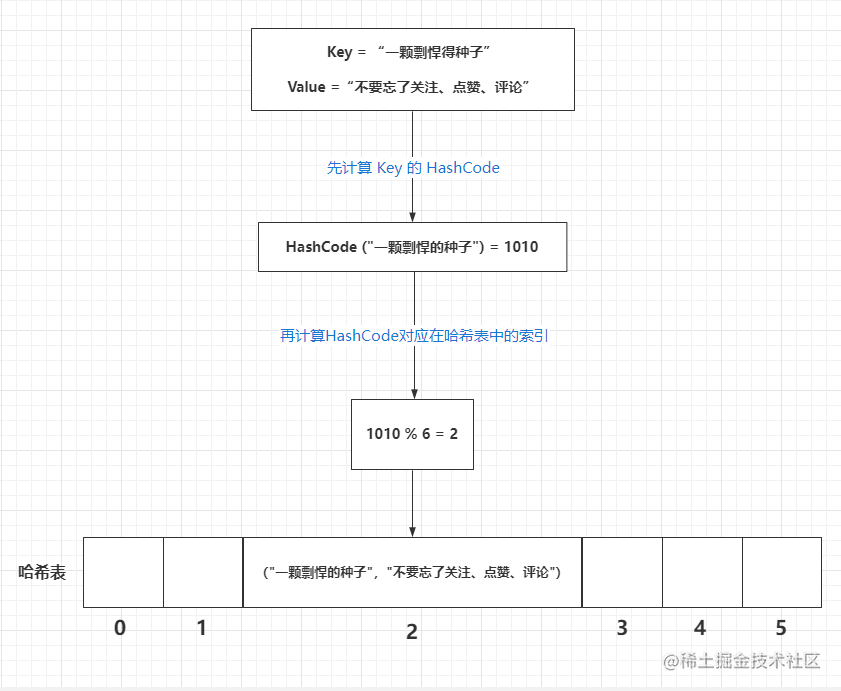 Key = “一颗剽悍得种子”
Value =“不要忘了关注、点赞、评论”
先计算 Key 的 HashCode
HashCode ("一颗剽悍的种子") = 1010
再计算HashCode对应在哈希表中的索引
1010 % 6 = 2
哈希表
("一颗剽悍的种子"，"不要忘了关注、点赞、评论")
0 1 2 3 4 5
@稀土掘金技术社区